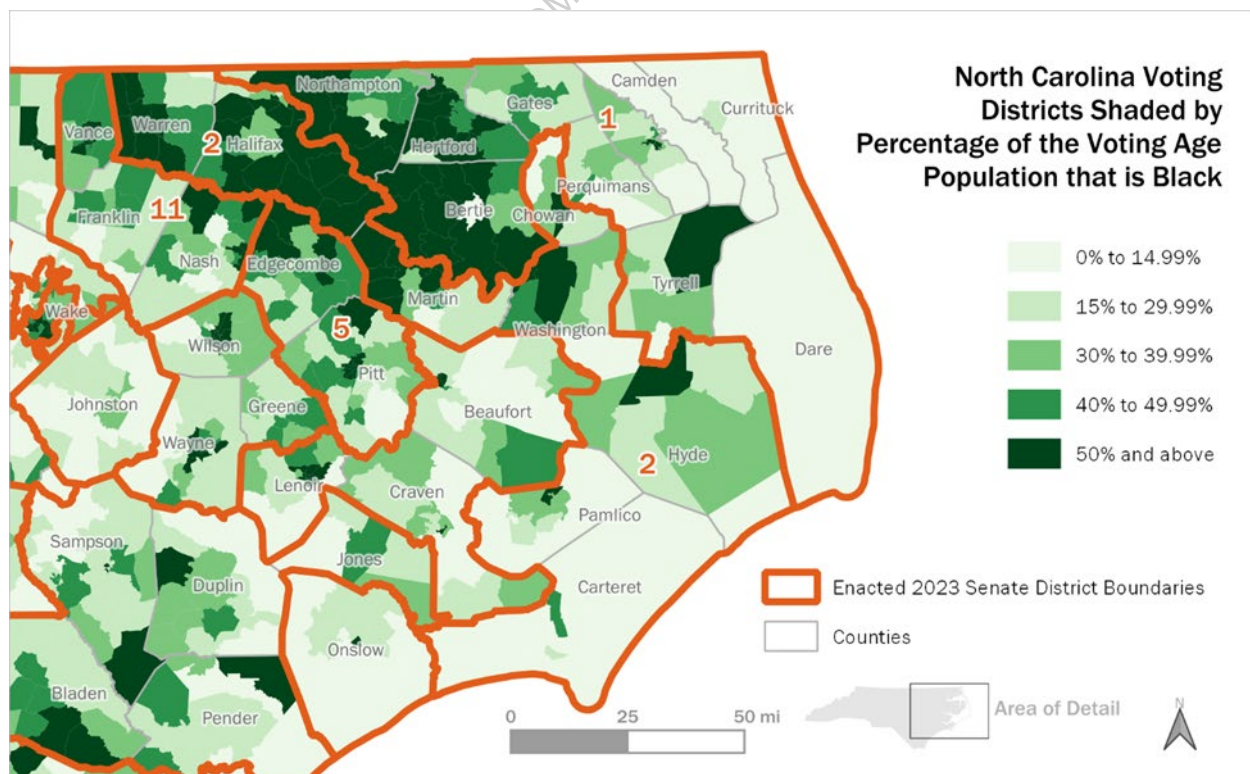 North Carolina Voting
Districts Shaded by
Percentage of the Voting Age
Population that is Black
0% to 14.99%
15% to 29.99%
30% to 39.99%
40% to 49.99%
50% and above
Enacted 2023 Senate District Boundaries
Counties
Area of Detail
N
0 25 50 mi
Northampton
Camden
Gates
Currituck
Vance
Warren
2
Halifax
Hertford
1
Perquimans
Franklin
11
Bertie
Chowan
Nash
Edgecombe
Tyrrell
Martin
Wake
5
Washington
Wilson
Dare
Pitt
Johnston
Greene
Beaufort
Wayne
2
Hyde
Lenoir
Craven
Pamlico
Sampson
Jones
Duplin
Carteret
Onslow
Bladen
Pender